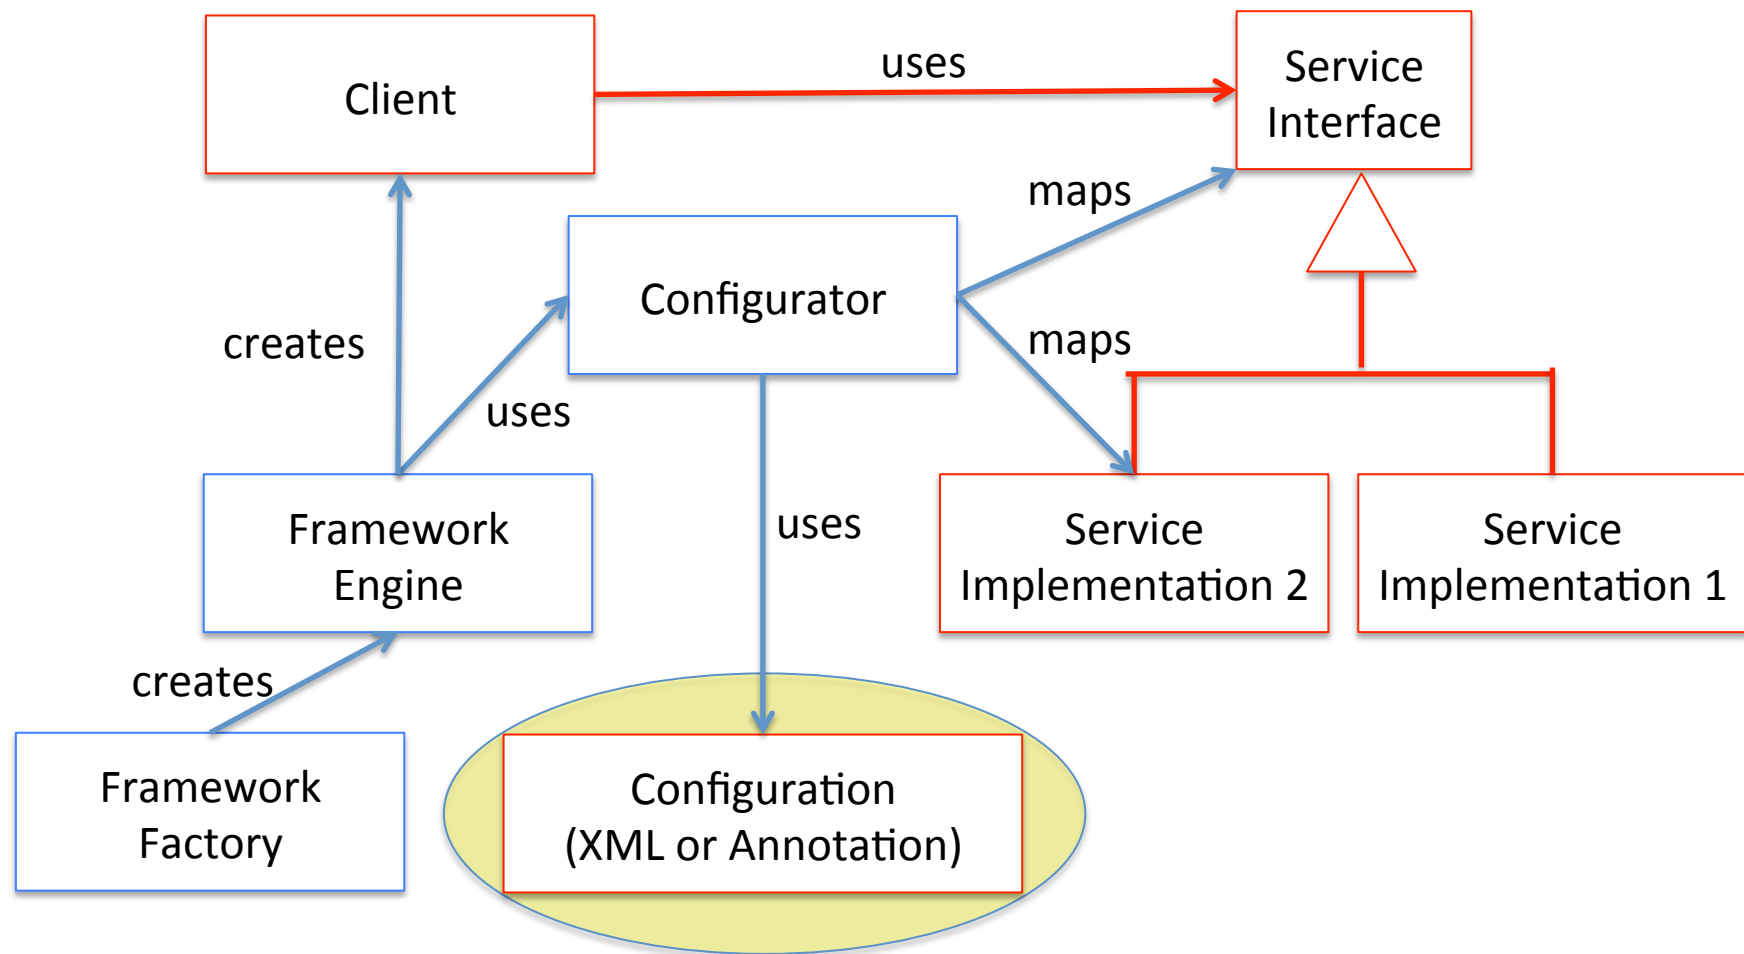 Client
uses
Service
Interface
maps
Configurator
creates
maps
uses
Framework
Engine
uses
Service
Implementation 2
Service
Implementation 1
creates
Framework
Factory
Configuration
(XML or Annotation)